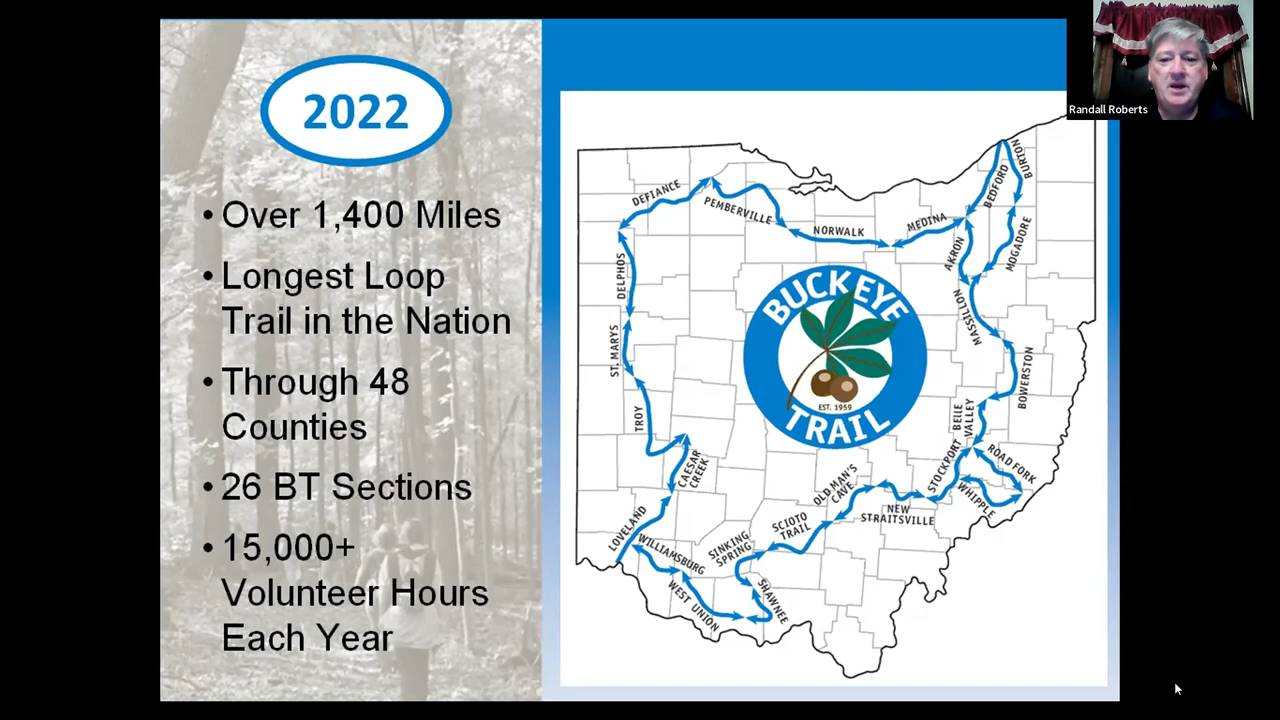 2022
• Over 1,400 Miles
• Longest Loop
Trail in the Nation
• Through 48
Counties
• 26 BT Sections
• 15,000+
Volunteer Hours
Each Year
Randall Roberts
BURTON
BEDFORD
DEFIANCE
PEMBERVILLE
NORWALK
MEDINA
AKRON
MOGADORE
DELPHOS
BUCKEYE
EST. 1959
TRAIL
MASSILLON
ST. MARYS
BOWERSTON
TROY
BELLE
VALLEY
CAESAR
CREEK
STOCKPORT
ROAD FORK
WHIPPLE
OLD MAN'S
CAVE
NEW
STRAITSVILLE
SCIOTO
TRAIL
SINKING
SPRING
LOVELAND
WILLIAMSBURG
WEST UNION
SHAWNEE